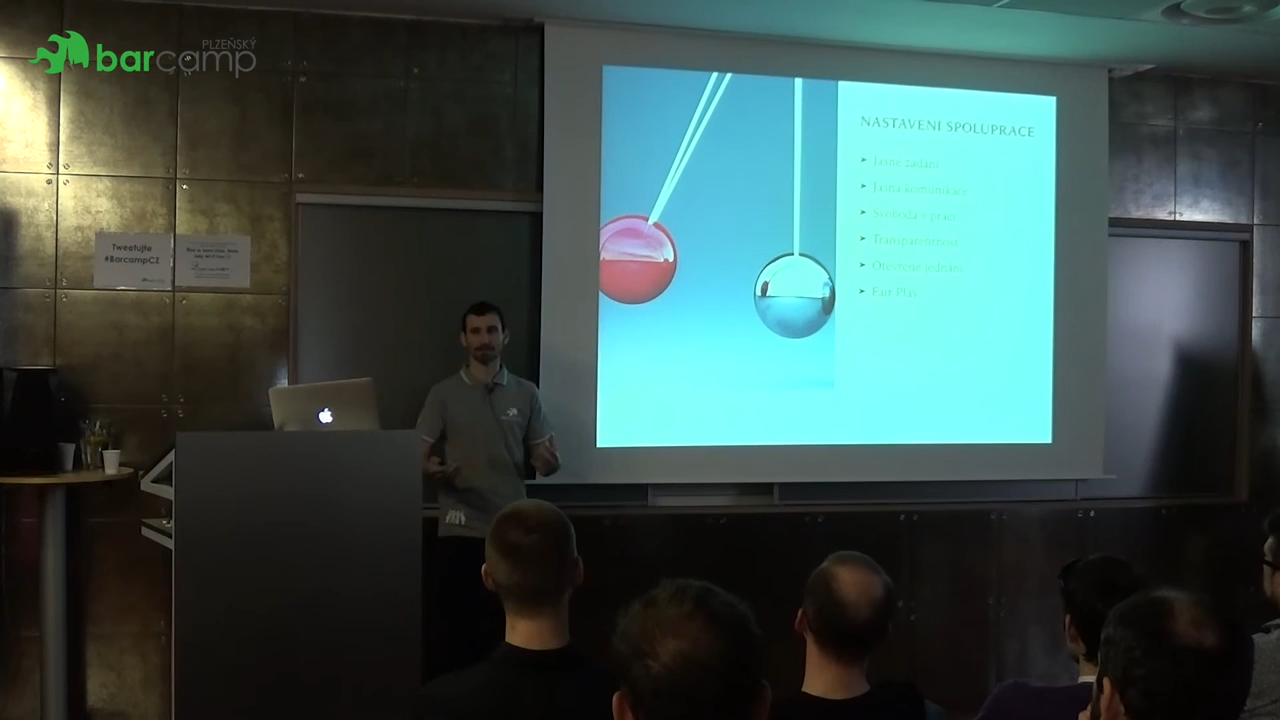 PLZEŇSKÝ
barcamp
NASTAVENÍ SPOLUPRÁCE
Jasné zadání
Jasná komunikace
Svoboda v práci
Transparentnost
Otevřené jednání
Fair Play
Tweetujte
#BarcampCZ